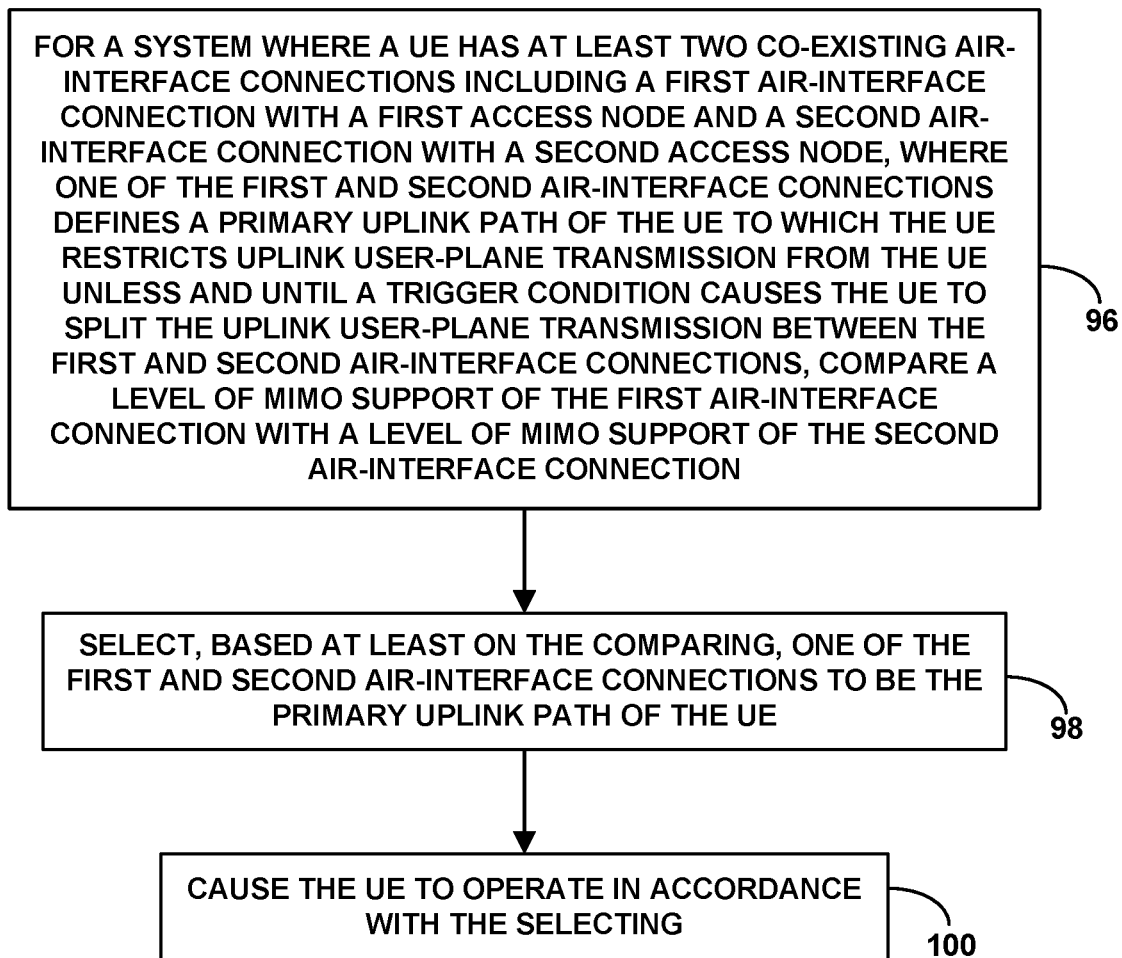 FOR A SYSTEM WHERE A UE HAS AT LEAST TWO CO-EXISTING AIR-
INTERFACE CONNECTIONS INCLUDING A FIRST AIR-INTERFACE
CONNECTION WITH A FIRST ACCESS NODE AND A SECOND AIR-
INTERFACE CONNECTION WITH A SECOND ACCESS NODE, WHERE
ONE OF THE FIRST AND SECOND AIR-INTERFACE CONNECTIONS
DEFINES A PRIMARY UPLINK PATH OF THE UE TO WHICH THE UE
RESTRICTS UPLINK USER-PLANE TRANSMISSION FROM THE UE
UNLESS AND UNTIL A TRIGGER CONDITION CAUSES THE UE TO
SPLIT THE UPLINK USER-PLANE TRANSMISSION BETWEEN THE
FIRST AND SECOND AIR-INTERFACE CONNECTIONS, COMPARE A
LEVEL OF MIMO SUPPORT OF THE FIRST AIR-INTERFACE
CONNECTION WITH A LEVEL OF MIMO SUPPORT OF THE SECOND
AIR-INTERFACE CONNECTION
96
SELECT, BASED AT LEAST ON THE COMPARING, ONE OF THE
FIRST AND SECOND AIR-INTERFACE CONNECTIONS TO BE THE
PRIMARY UPLINK PATH OF THE UE
98
CAUSE THE UE TO OPERATE IN ACCORDANCE
WITH THE SELECTING
100